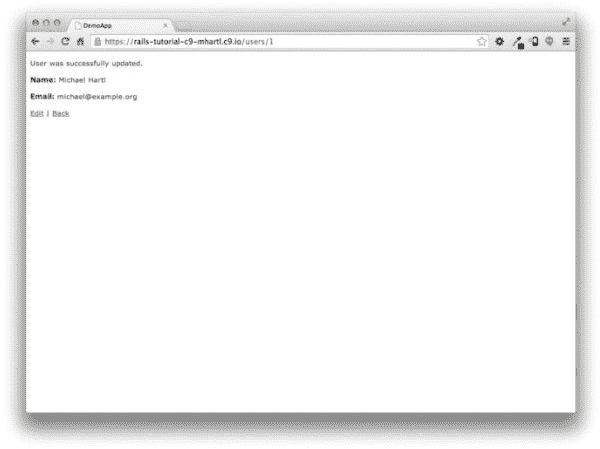 DemoApp
https://rails-tutorial-c9-mhartl.c9.io/users/1
User was successfully updated.
Name: Michael Hartl
Email: michael@example.org
Edit | Back